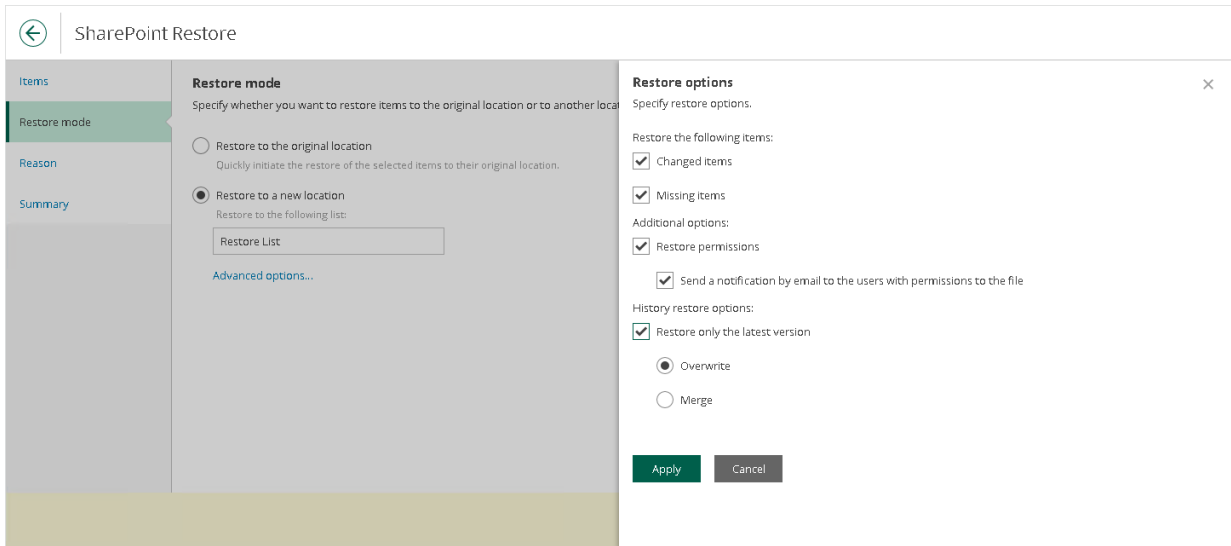 SharePoint Restore
Items
Restore mode
Reason
Summary
Restore mode
Specify whether you want to restore items to the original location or to another locat
Restore to the original location
Quickly initiate the restore of the selected items to their original location.
Restore to a new location
Restore to the following list:
Restore List
Advanced options...
Restore options
Specify restore options.
Restore the following items:
Changed items
Missing items
Additional options:
Restore permissions
Send a notification by email to the users with permissions to the file
History restore options:
Restore only the latest version
Overwrite
Merge
Apply
Cancel